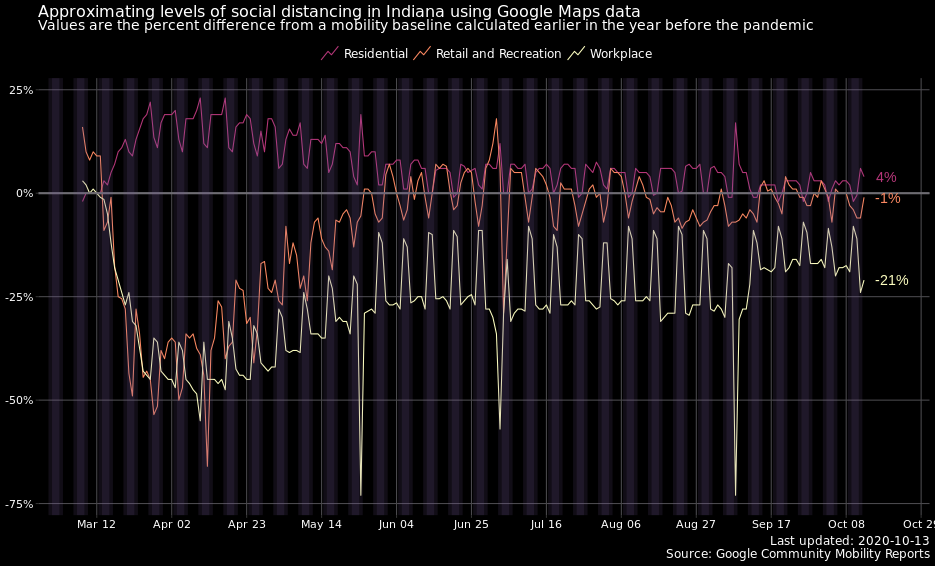 Approximating levels of social distancing in Indiana using Google Maps data
Values are the percent difference from a mobility baseline calculated earlier in the year before the pandemic
Residential Retail and Recreation Workplace
25%
0%
-25%
-50%
-75%
4%
-1%
-21%
Mar 12 Apr 02 Apr 23 May 14 Jun 04 Jun 25 Jul 16 Aug 06 Aug 27 Sep 17 Oct 08 Oct 29
Last updated: 2020-10-13
Source: Google Community Mobility Reports